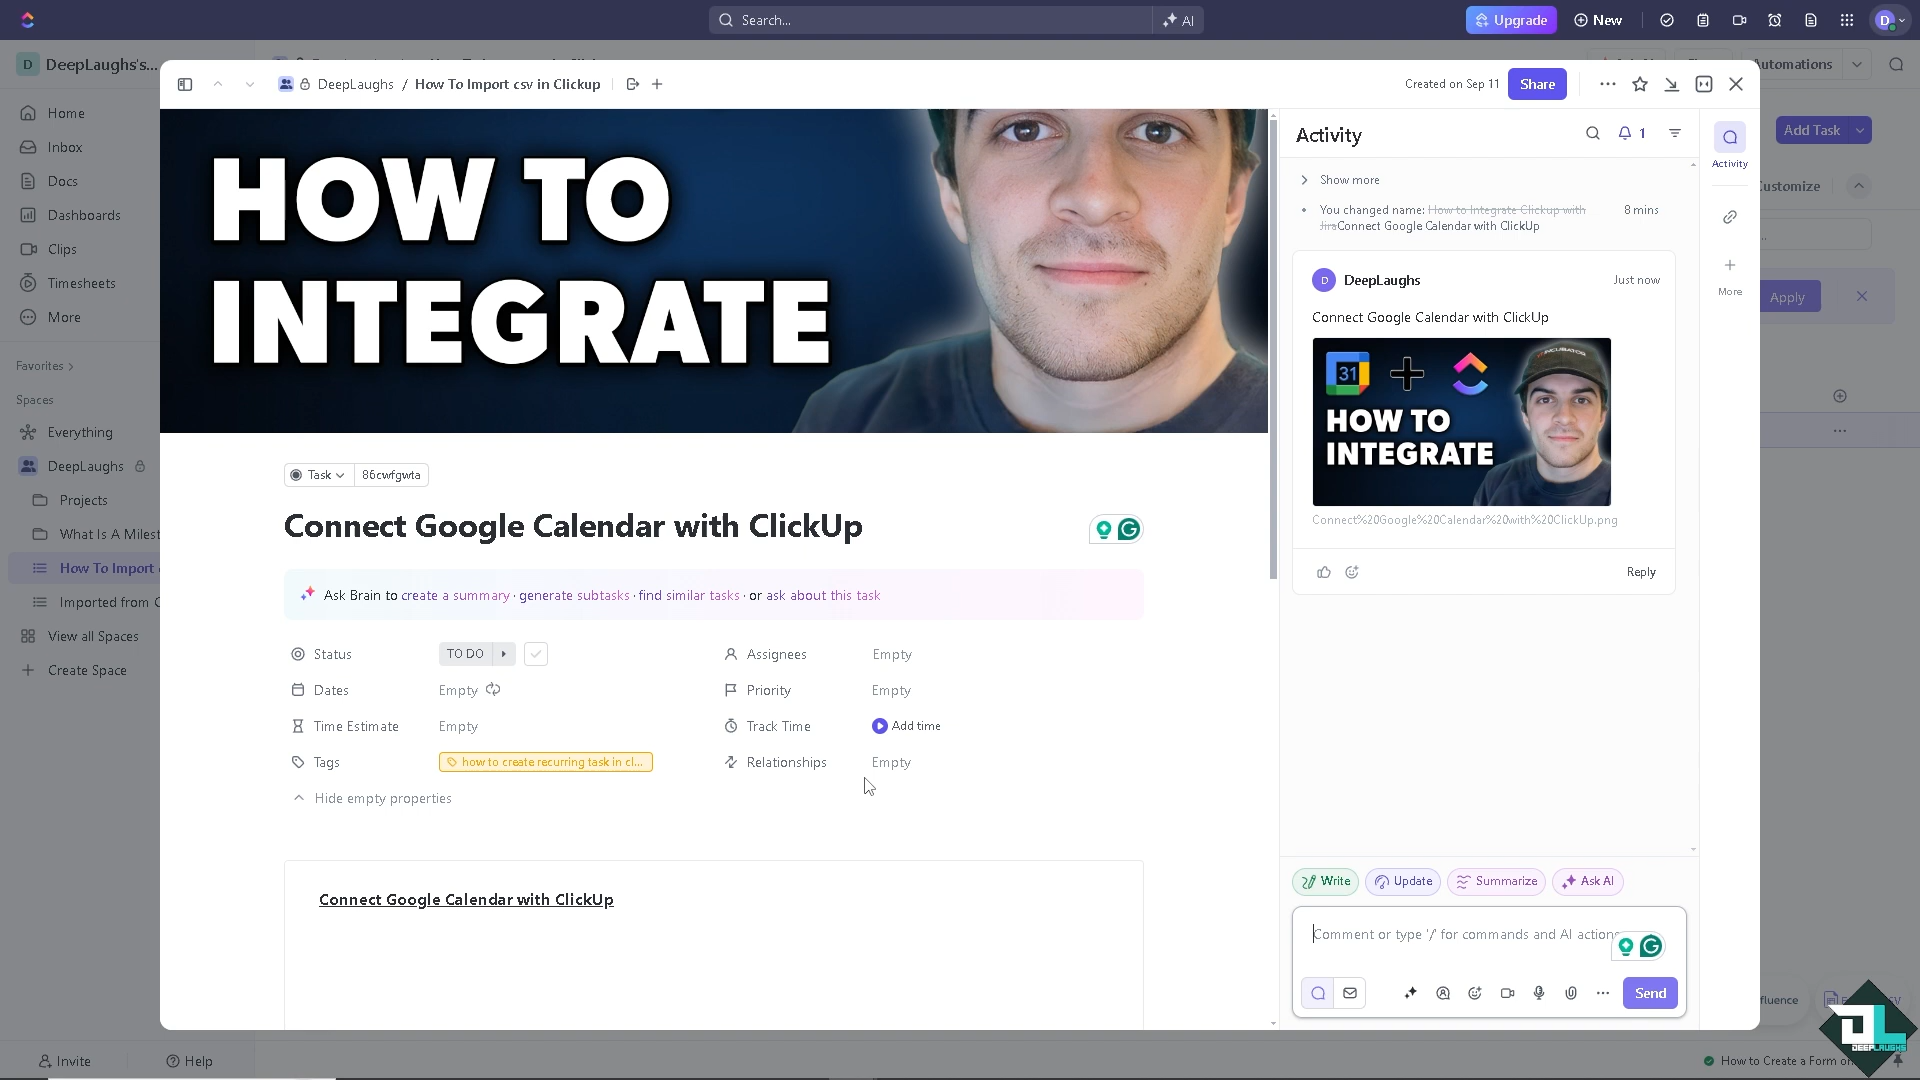 Search...
AI
Upgrade
New
D
D DeepLaughs's...
Home
Inbox
Docs
Dashboards
Clips
Timesheets
More
Favorites
Spaces
Everything
DeepLaughs
Projects
What Is A Milest
How To Import
Imported from
View all Spaces
Create Space
Invite
Help
DeepLaughs / How To Import csv in Clickup
Created on Sep 11
Share
HOW TO
INTEGRATE
Task
86cwfgwta
Connect Google Calendar with ClickUp
Ask Brain to create a summary · generate subtasks · find similar tasks · or ask about this task
Status
TO DO
Assignees
Empty
Dates
Empty
Priority
Empty
Time Estimate
Empty
Track Time
Add time
Tags
how to create recurring task in cl...
Relationships
Empty
Hide empty properties
Connect Google Calendar with ClickUp
Activity
1
Show more
You changed name: How to Integrate Clickup with
JiraConnect Google Calendar with ClickUp
8 mins
D DeepLaughs
Just now
Connect Google Calendar with ClickUp
31
INCUBATOR
HOW TO
INTEGRATE
Connect%20Google%20Calendar%20with%20ClickUp.png
Reply
Write
Update
Summarize
Ask AI
Comment or type '/' for commands and AI actions
Send
Activity
More
Automations
Add Task
Customize
Apply
How to Create a Form on
DEEPLAUGHS